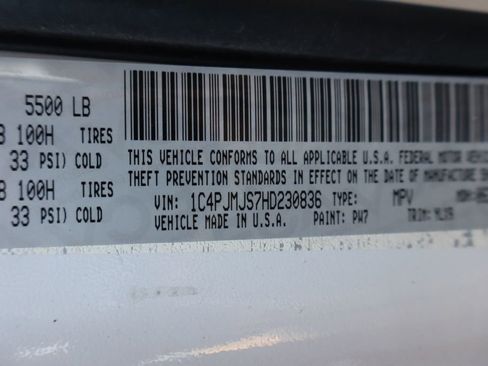 5500 LB
B 100H TIRES
33 PSI) COLD
B 100H TIRES
33 PSI) COLD
THIS VEHICLE CONFORMS TO ALL APPLICABLE U.S.A. FEDERAL MOTOR
THEFT PREVENTION STANDARDS IN EFFECT ON THE DATE OF MANUFACTURE
VIN: 1C4PJMJS7HD230836 TYPE: MPV
VEHICLE MADE IN U.S.A. PAINT: PW7 TRIM: